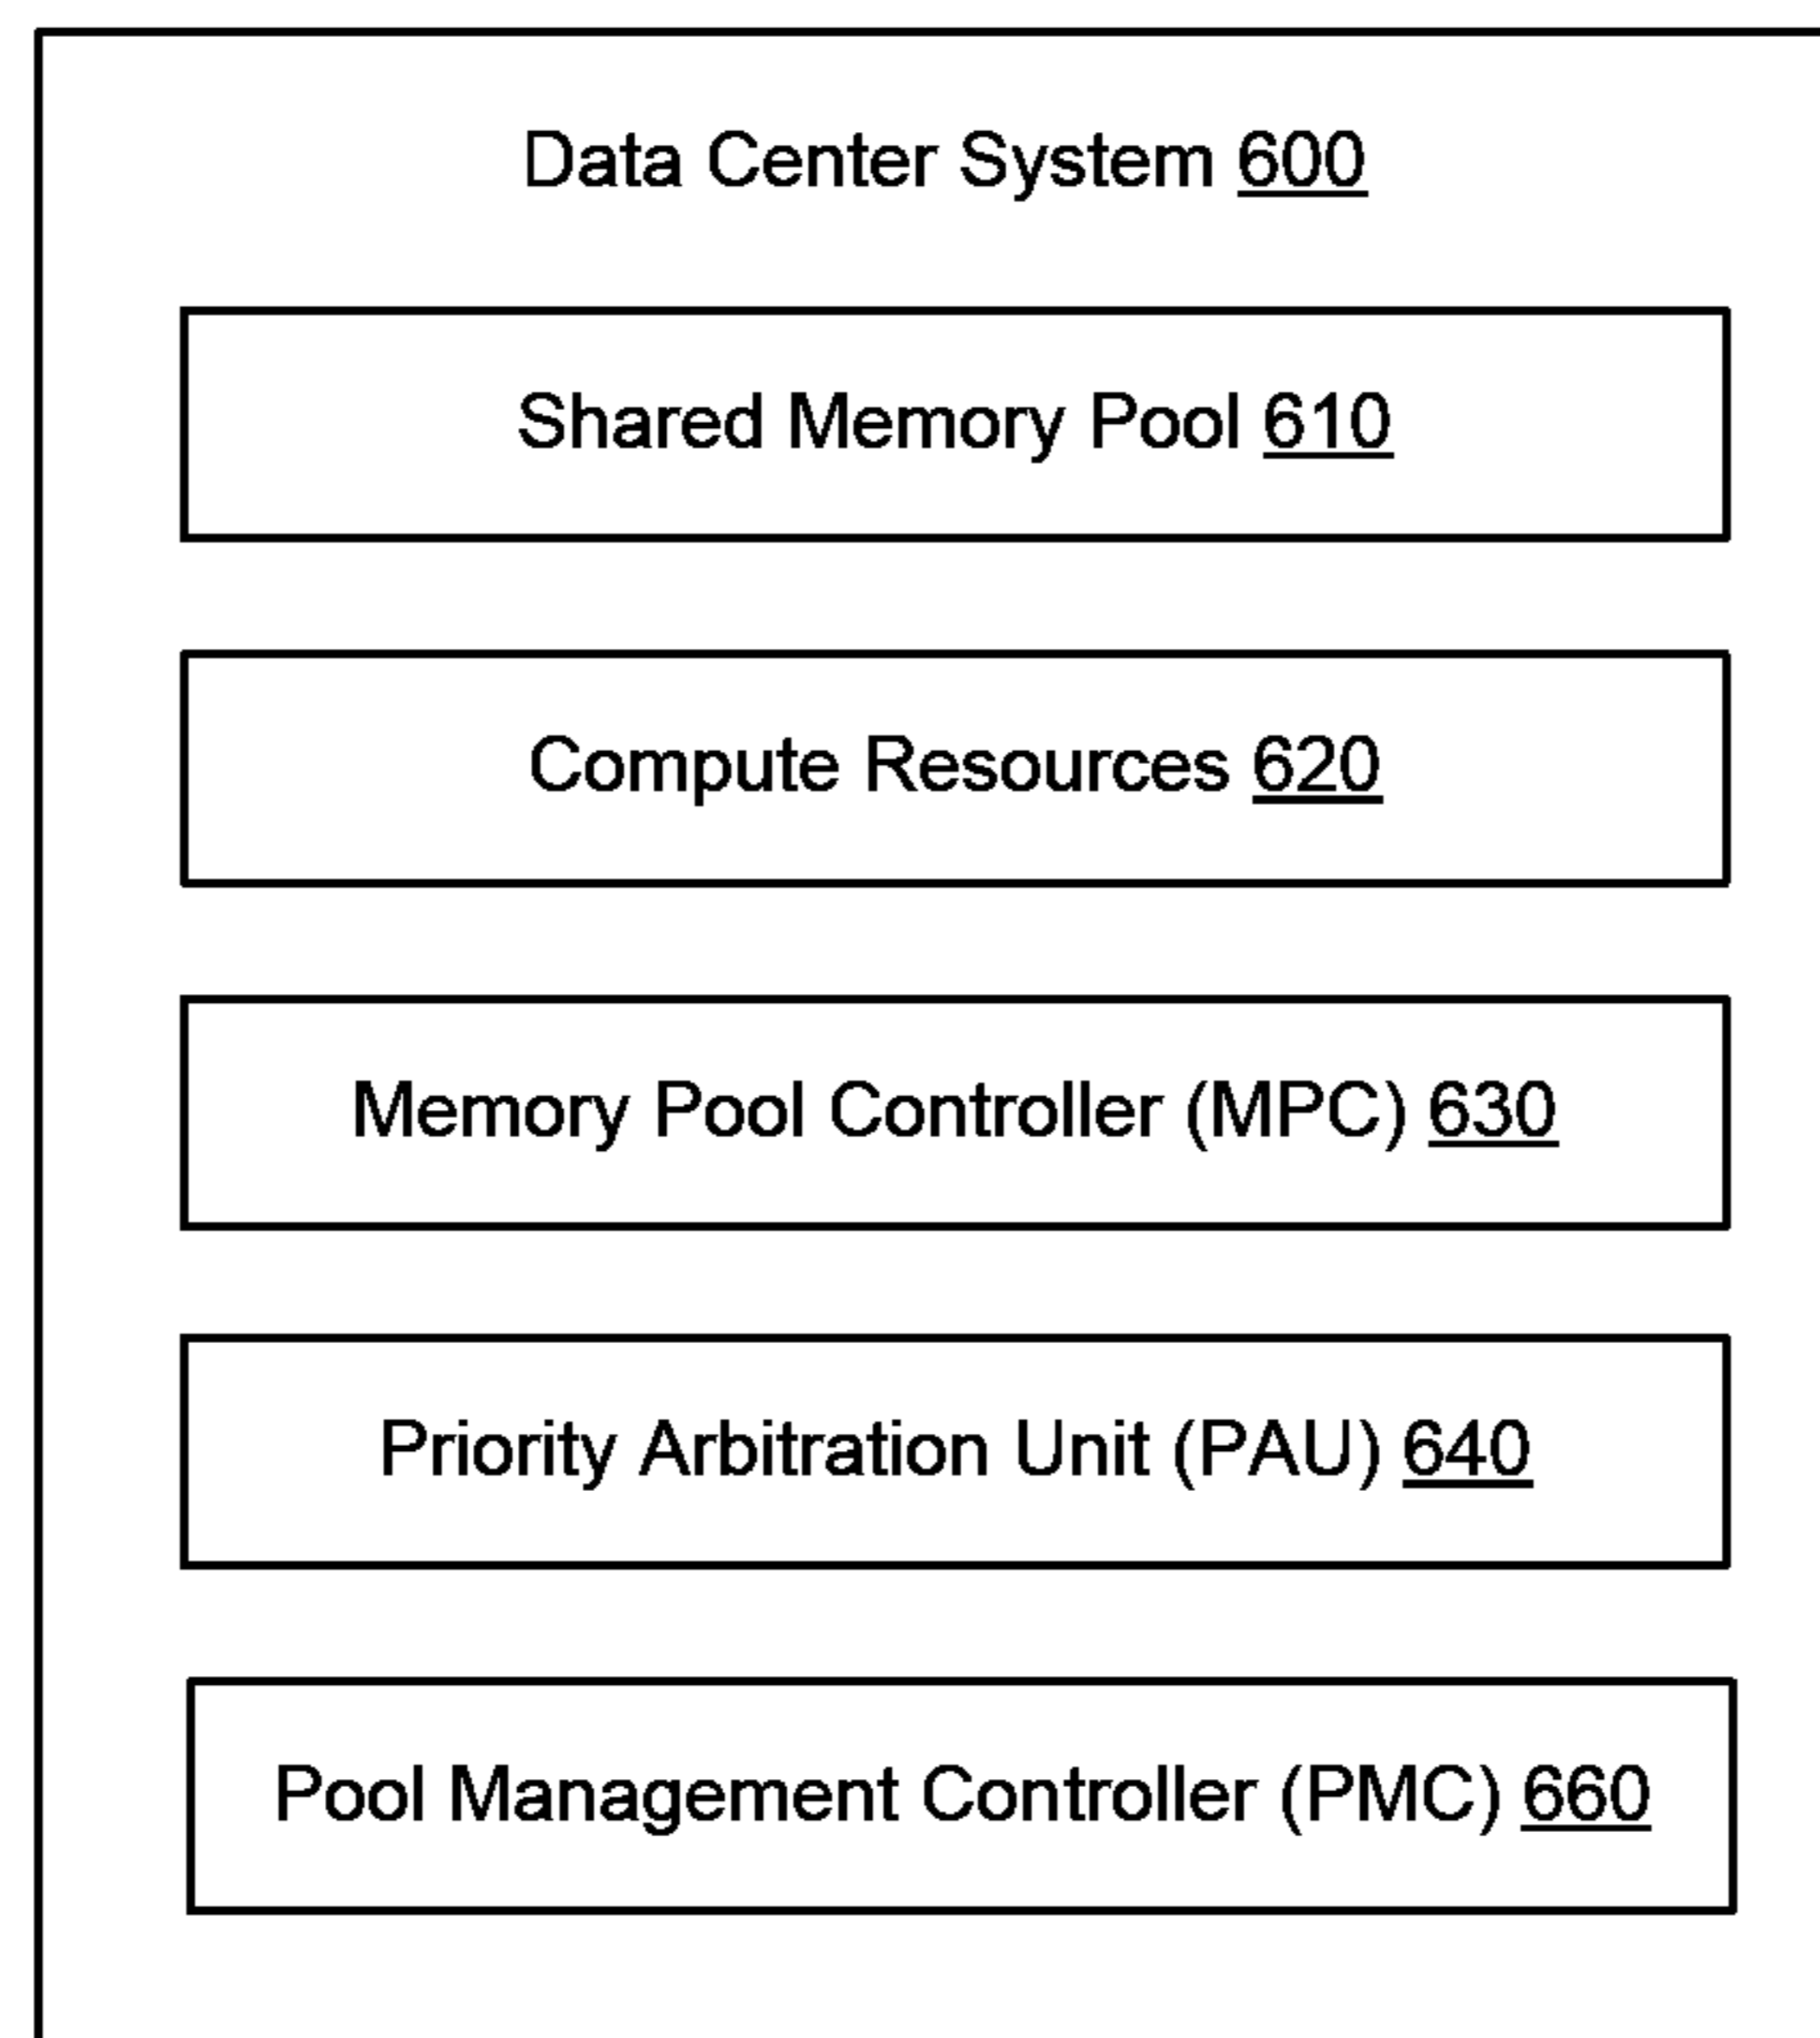 Data Center System 600
Shared Memory Pool 610
Compute Resources 620
Memory Pool Controller (MPC) 630
Priority Arbitration Unit (PAU) 640
Pool Management Controller (PMC) 660